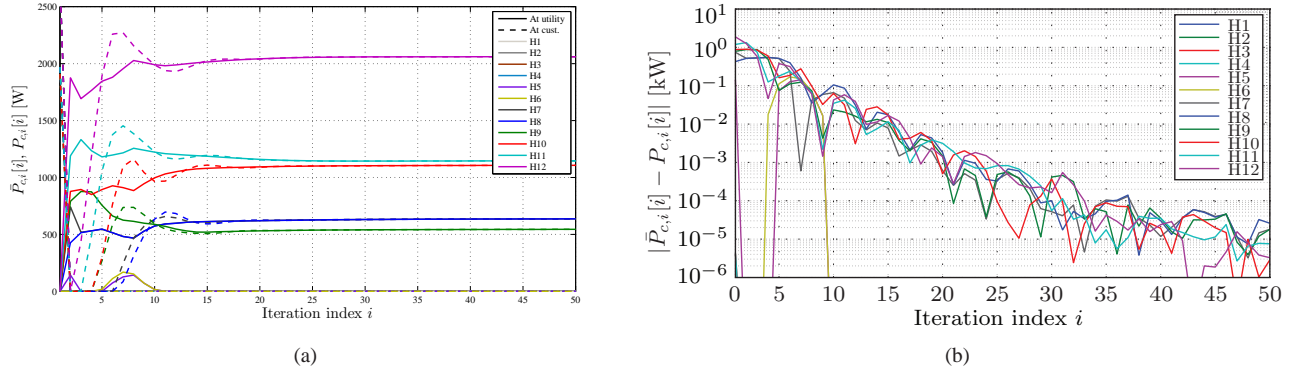 2500
2000
1500
1000
500
0
P̄c,i[i], Pc,i[i] [W]
5 10 15 20 25 30 35 40 45 50
Iteration index i
At utility
At cust.
H1
H2
H3
H4
H5
H6
H7
H8
H9
H10
H11
H12
(a)
10^1
10^0
10^-1
10^-2
10^-3
10^-4
10^-5
10^-6
|P̄c,i[i] − Pc,i[i]| [kW]
0 5 10 15 20 25 30 35 40 45 50
Iteration index i
H1
H2
H3
H4
H5
H6
H7
H8
H9
H10
H11
H12
(b)